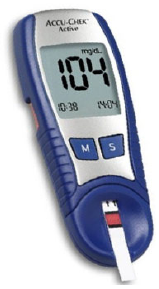 ACCU-CHEK®
Active
mg/dL
104
10:38 14:04
M S